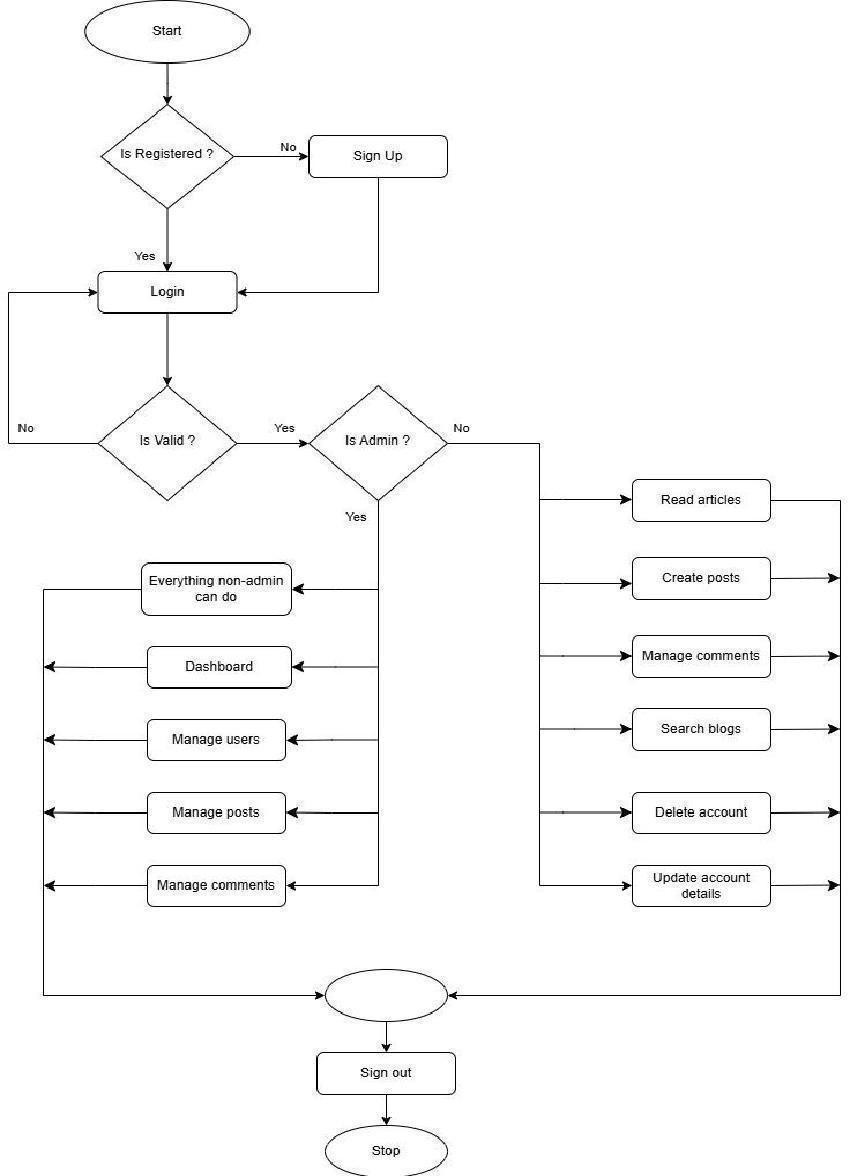 Start
Is Registered ?
No
Sign Up
Yes
Login
No
Is Valid ?
Yes
Is Admin ?
No
Yes
Read articles
Create posts
Manage comments
Search blogs
Delete account
Update account
details
Everything non-admin
can do
Dashboard
Manage users
Manage posts
Manage comments
Sign out
Stop